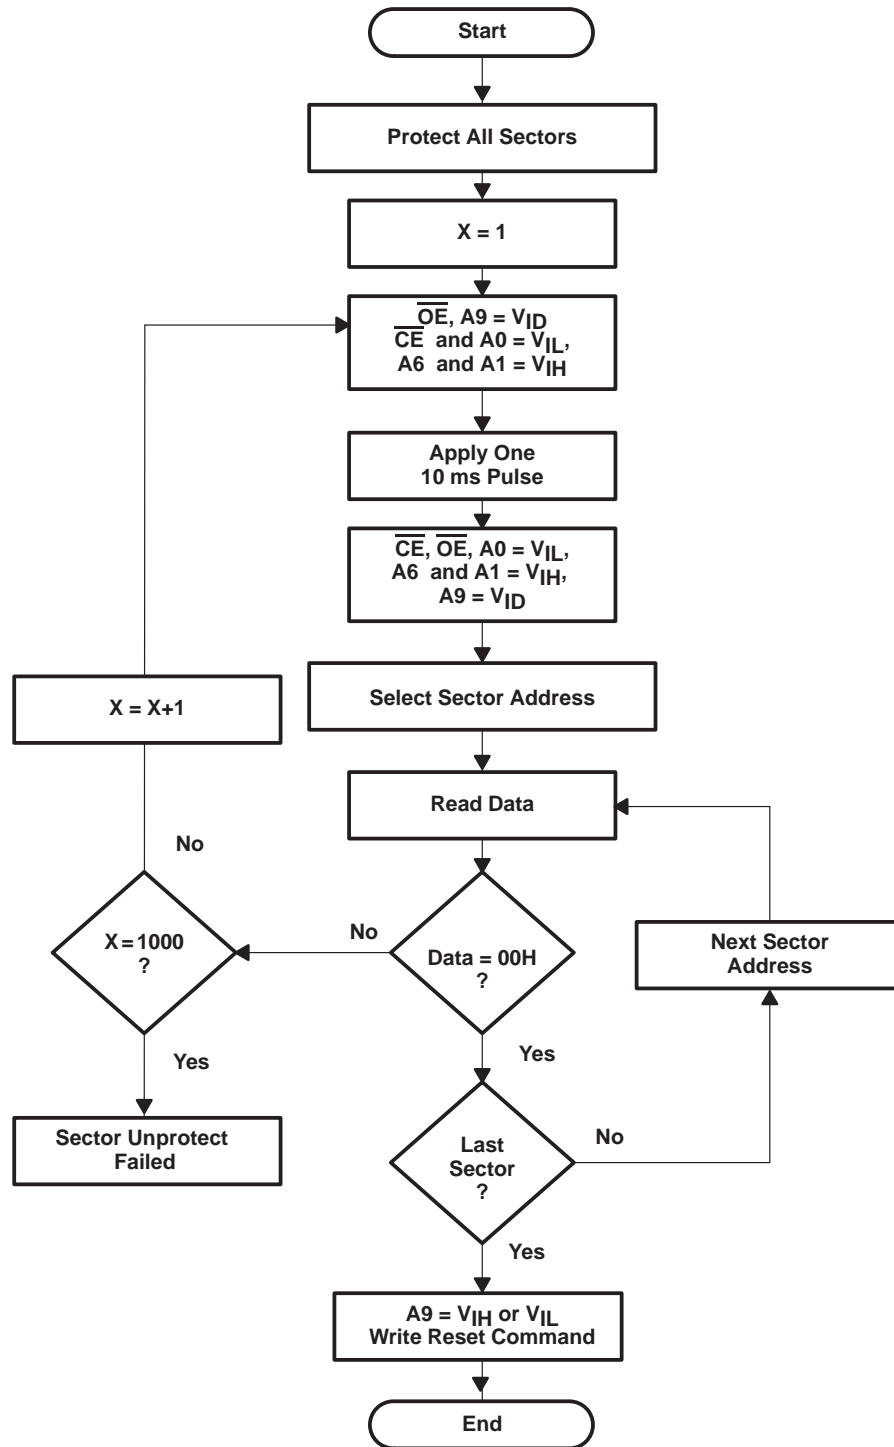 Start
Protect All Sectors
X = 1
OE, A9 = VID
CE and A0 = VIL,
A6 and A1 = VIH
Apply One
10 ms Pulse
CE, OE, A0 = VIL,
A6 and A1 = VIH,
A9 = VID
X = X+1
Select Sector Address
Read Data
No
X = 1000
?
No
Data = 00H
?
Next Sector
Address
Yes
Yes
Sector Unprotect
Failed
Last
Sector
?
No
Yes
A9 = VIH or VIL
Write Reset Command
End